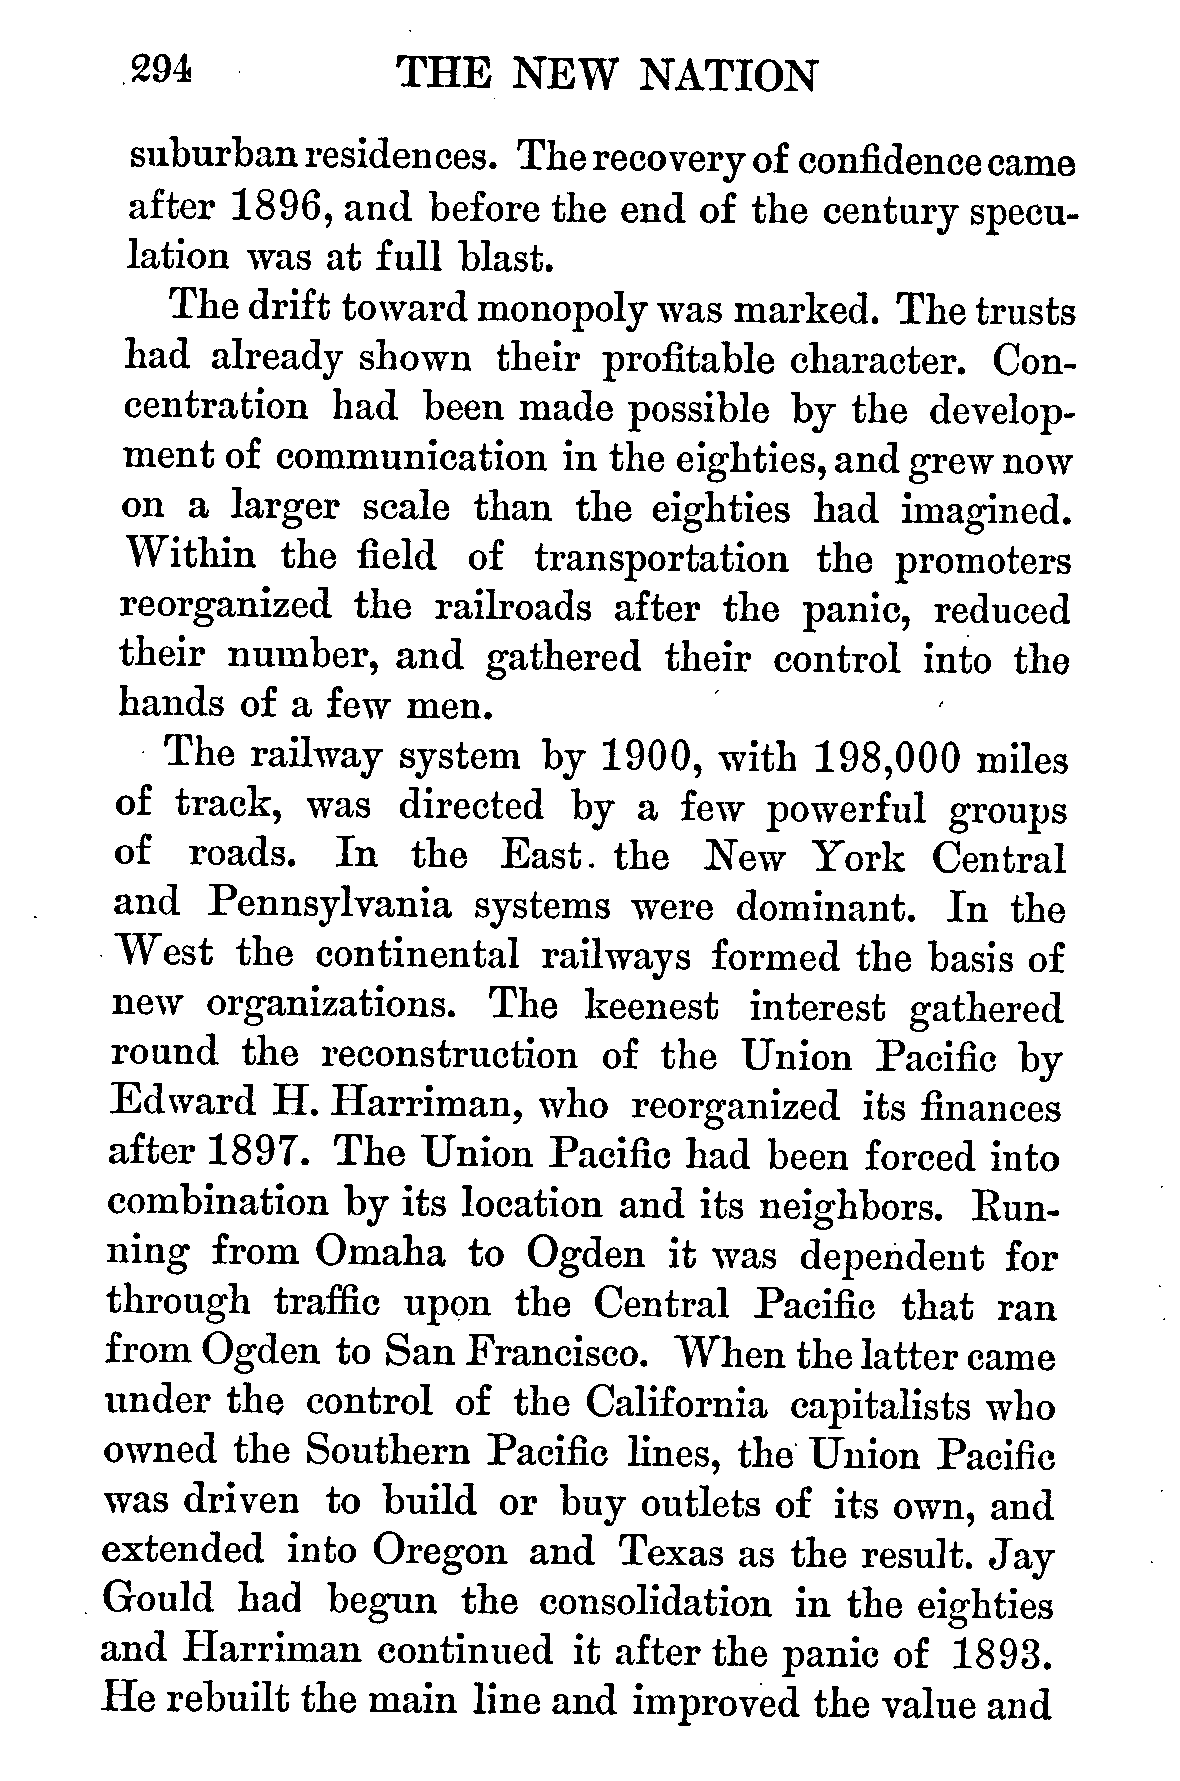 294 THE NEW NATION
suburban residences. The recovery of confidence came
after 1896, and before the end of the century specu-
lation was at full blast.
The drift toward monopoly was marked. The trusts
had already shown their profitable character. Con-
centration had been made possible by the develop-
ment of communication in the eighties, and grew now
on a larger scale than the eighties had imagined.
Within the field of transportation the promoters
reorganized the railroads after the panic, reduced
their number, and gathered their control into the
hands of a few men.
The railway system by 1900, with 198,000 miles
of track, was directed by a few powerful groups
of roads. In the East. the New York Central
and Pennsylvania systems were dominant. In the
West the continental railways formed the basis of
new organizations. The keenest interest gathered
round the reconstruction of the Union Pacific by
Edward H. Harriman, who reorganized its finances
after 1897. The Union Pacific had been forced into
combination by its location and its neighbors. Run-
ning from Omaha to Ogden it was dependent for
through traffic upon the Central Pacific that ran
from Ogden to San Francisco. When the latter came
under the control of the California capitalists who
owned the Southern Pacific lines, the Union Pacific
was driven to build or buy outlets of its own, and
extended into Oregon and Texas as the result. Jay
Gould had begun the consolidation in the eighties
and Harriman continued it after the panic of 1893.
He rebuilt the main line and improved the value and